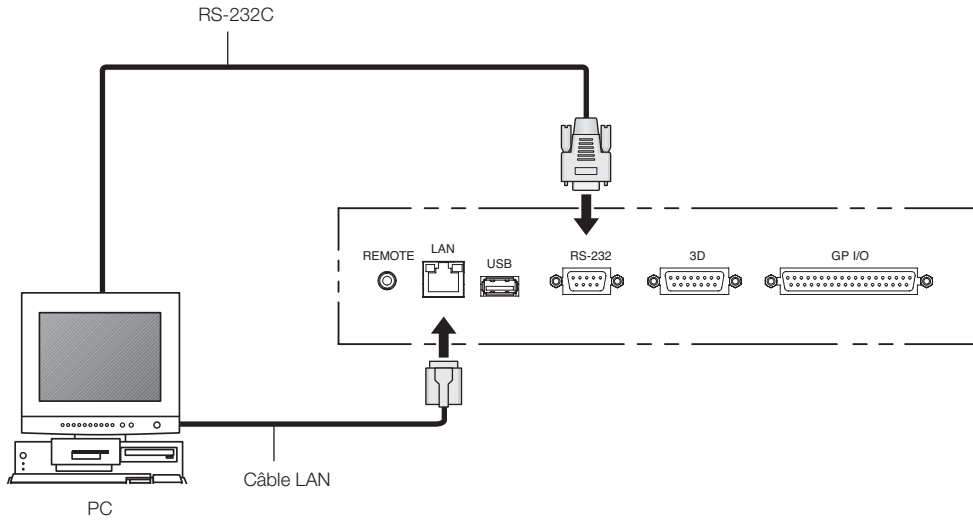 RS-232C
REMOTE
LAN
USB
RS-232
3D
GP I/O
Câble LAN
PC